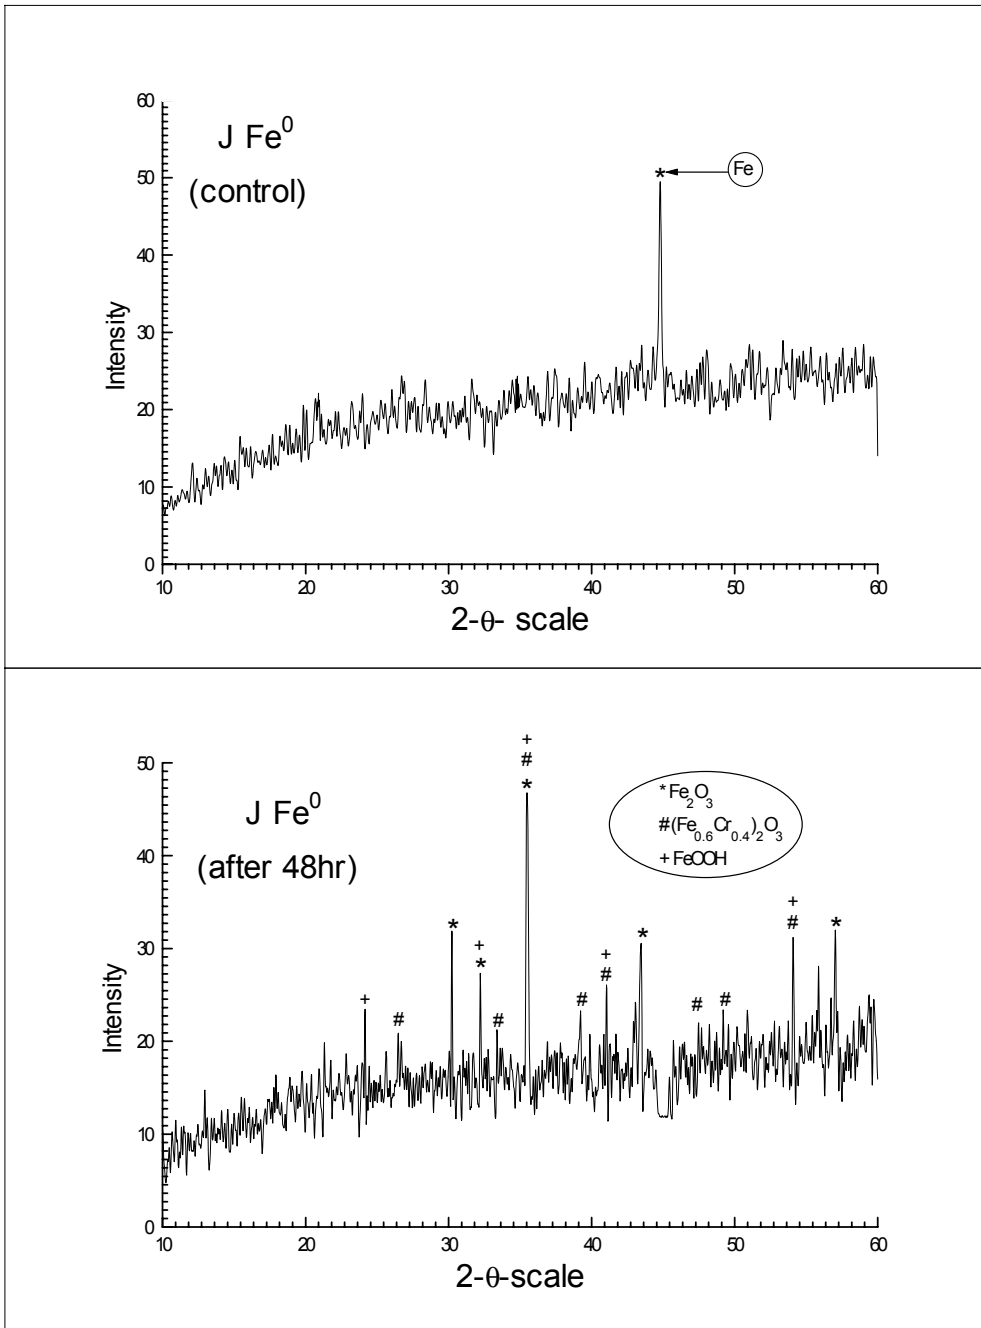 60
50
40
30
20
10
0
Intensity
J Fe⁰
(control)
* Fe
10 20 30 40 50 60
2-θ- scale
50
40
30
20
10
0
Intensity
J Fe⁰
(after 48hr)
*Fe₂O₃
#(Fe₀.₆Cr₀.₄)₂O₃
+FeOOH
+
#
*
+
#
*
+
*
#
#
+
#
*
#
#
+
#
*
10 20 30 40 50 60
2-θ-scale